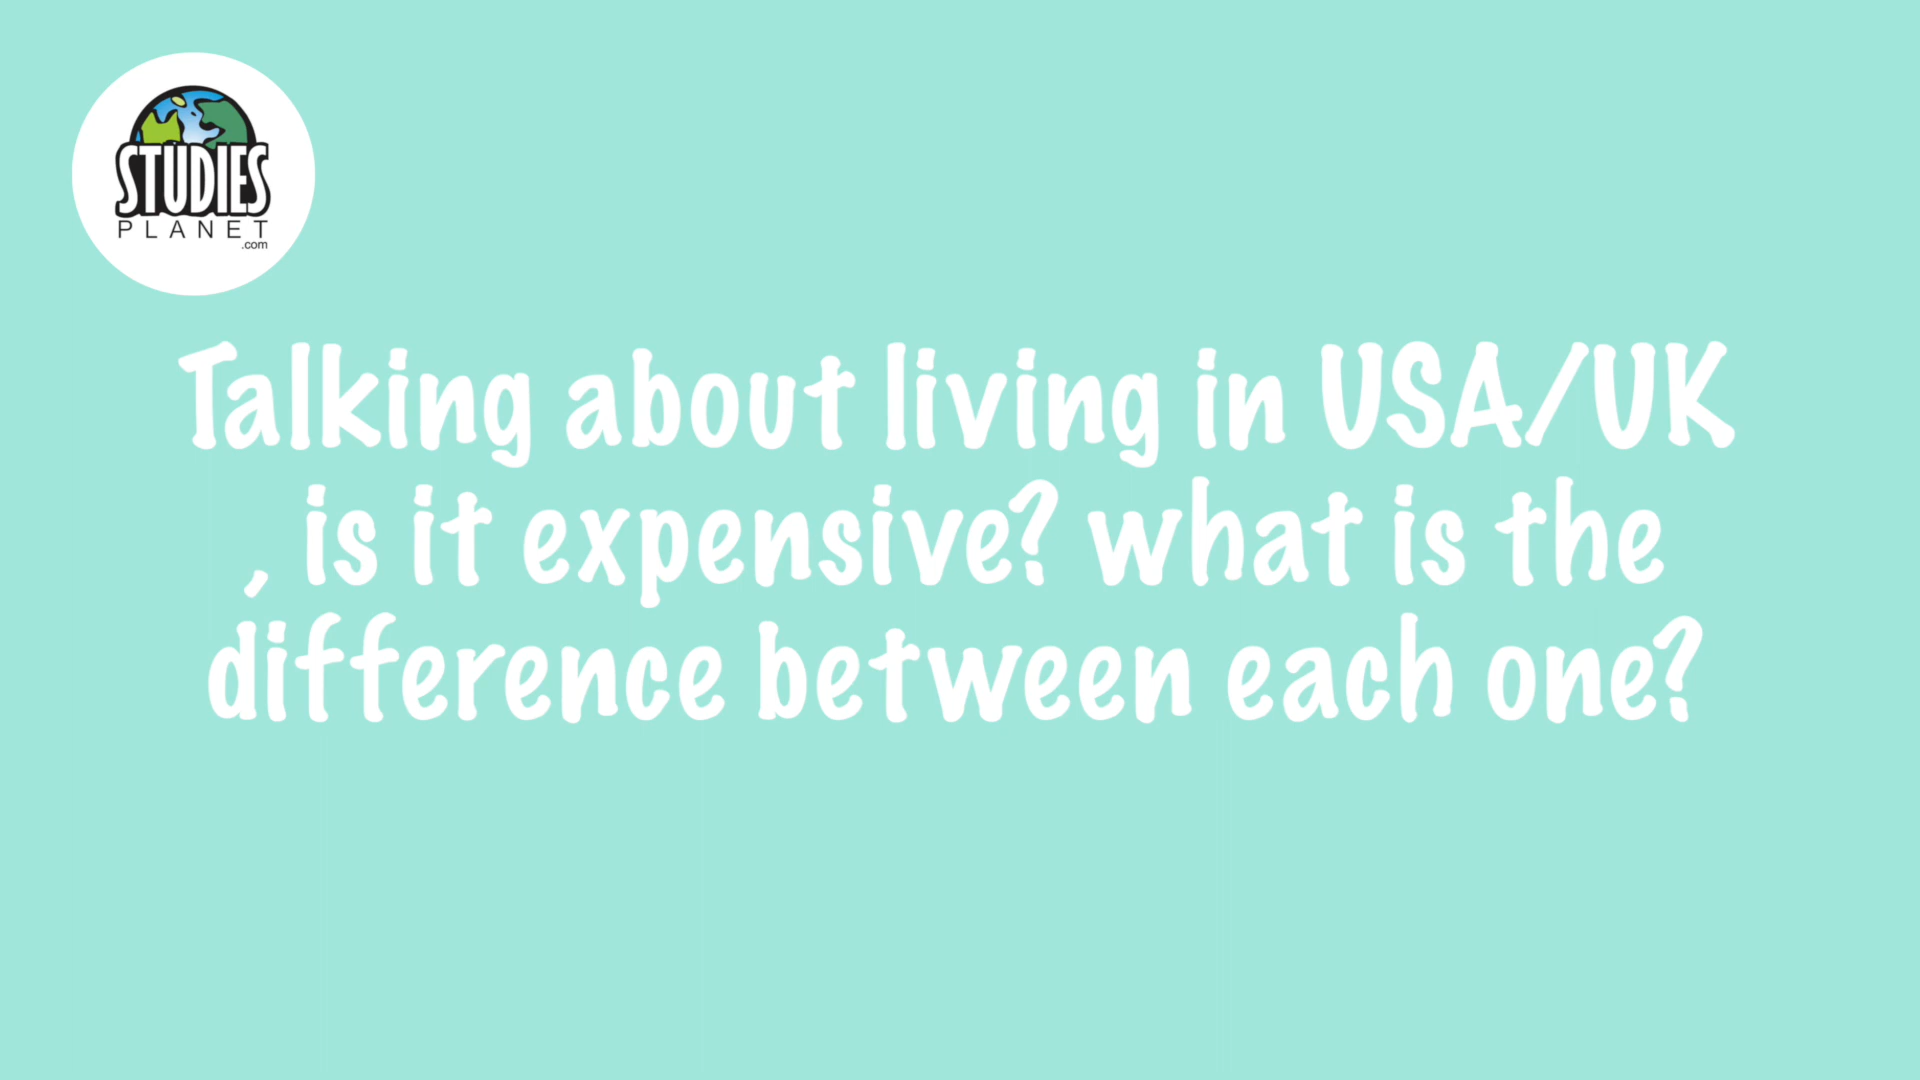 STUDIES
PLANET
.com
Talking about living in USA/UK
, is it expensive? what is the
difference between each one?